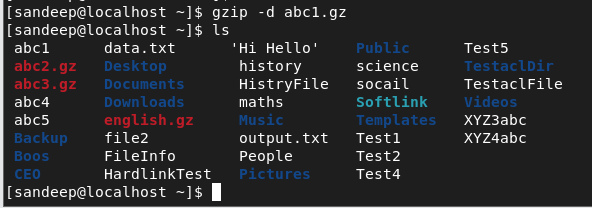 [sandeep@localhost ~]$ gzip -d abc1.gz
[sandeep@localhost ~]$ ls
abc1 data.txt 'Hi Hello' Public Test5
abc2.gz Desktop history science TestaclDir
abc3.gz Documents HistryFile socail TestaclFile
abc4 Downloads maths Softlink Videos
abc5 english.gz Music Templates XYZ3abc
Backup file2 output.txt Test1 XYZ4abc
Boos FileInfo People Test2
CEO HardlinkTest Pictures Test4
[sandeep@localhost ~]$